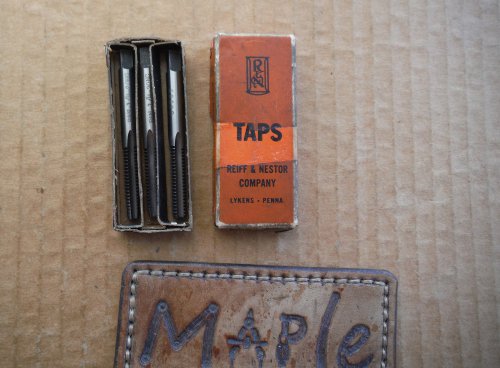 R&N
TAPS
REIFF & NESTOR
COMPANY
LYKENS • PENNA.
MAPle